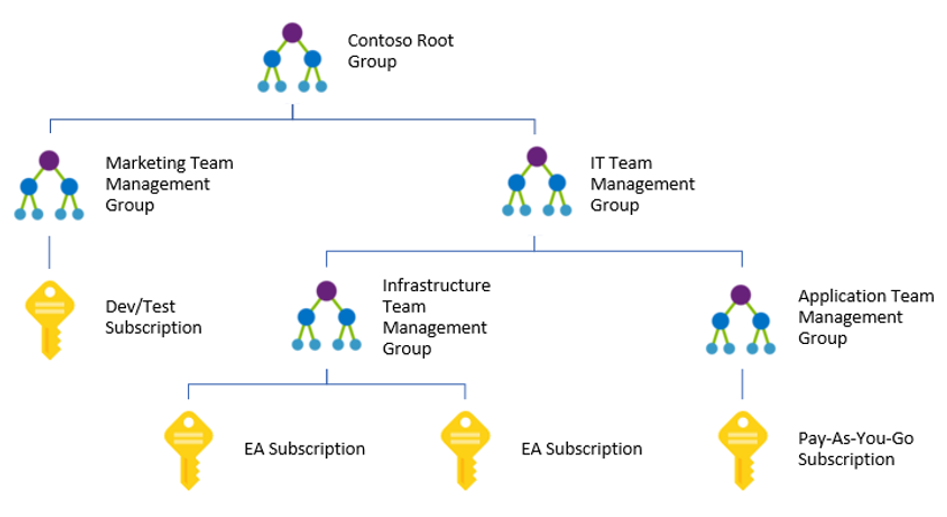 Contoso Root
Group
Marketing Team
Management
Group
IT Team
Management
Group
Dev/Test
Subscription
Infrastructure
Team
Management
Group
Application Team
Management
Group
EA Subscription
EA Subscription
Pay-As-You-Go
Subscription